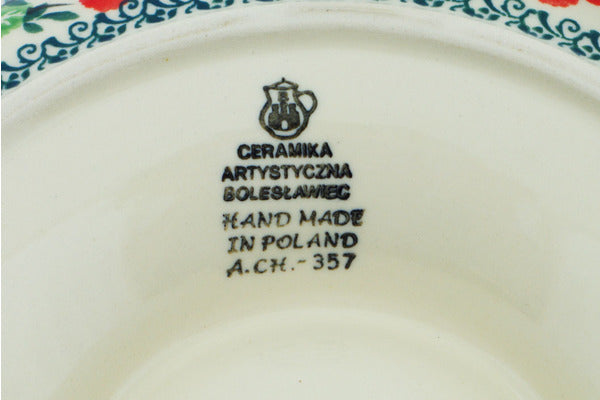 B
CERAMIKA
ARTYSTYCZNA
BOLESŁAWIEC
HAND MADE
IN POLAND
A.CH.-357